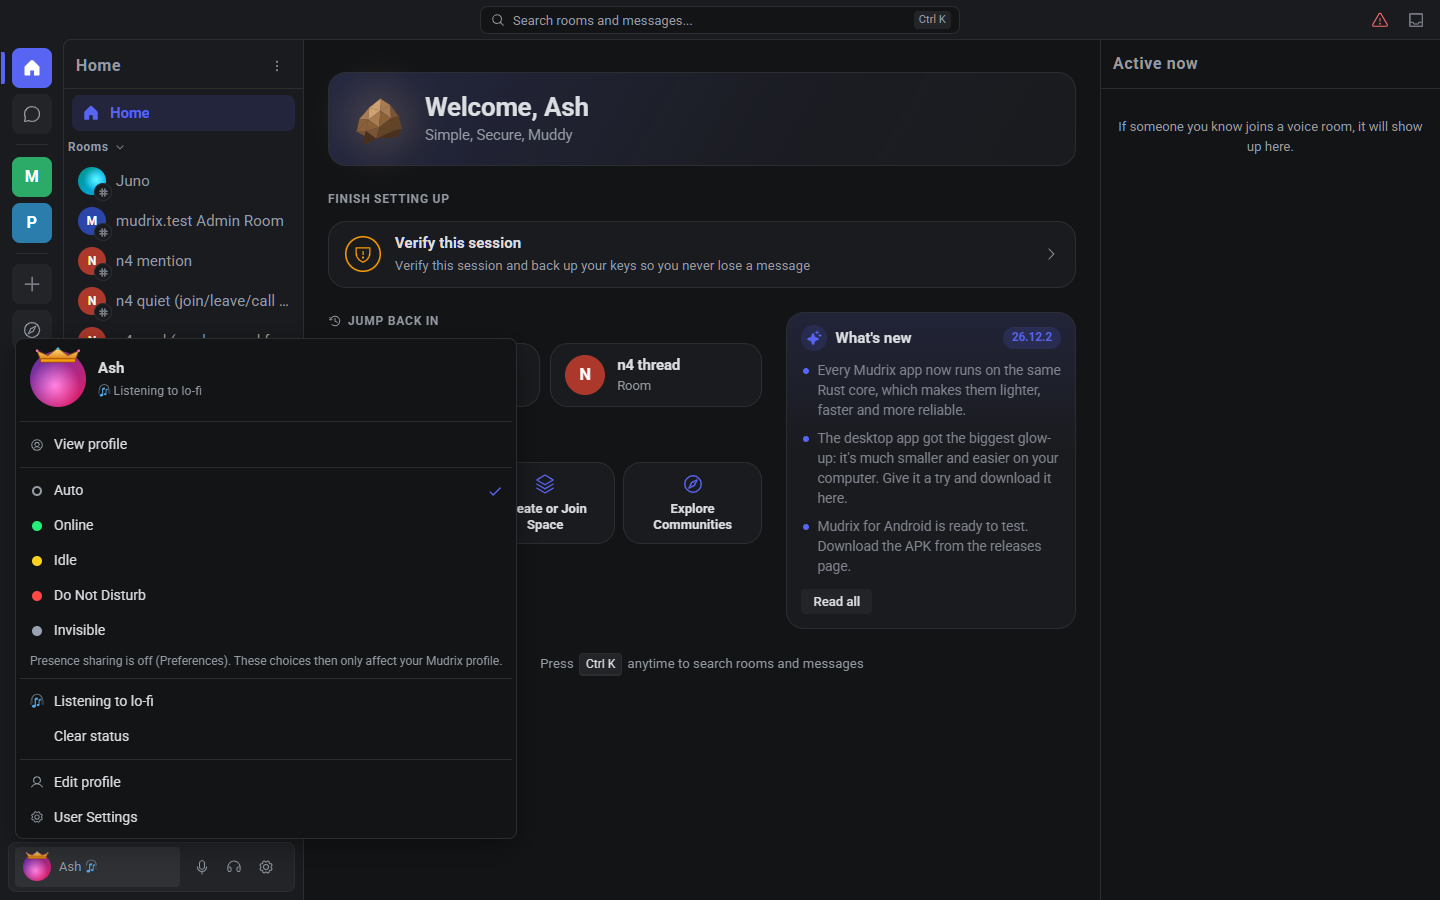 Search rooms and messages...
Ctrl K
Home
Home
Rooms
Juno
M
mudrix.test Admin Room
N
n4 mention
N
n4 quiet (join/leave/call ...
M
P
Welcome, Ash
Simple, Secure, Muddy
FINISH SETTING UP
Verify this session
Verify this session and back up your keys so you never lose a message
JUMP BACK IN
N
n4 thread
Room
eate or Join
Space
Explore
Communities
What's new
26.12.2
Every Mudrix app now runs on the same
Rust core, which makes them lighter,
faster and more reliable.
The desktop app got the biggest glow-
up: it's much smaller and easier on your
computer. Give it a try and download it
here.
Mudrix for Android is ready to test.
Download the APK from the releases
page.
Read all
Press Ctrl K anytime to search rooms and messages
Active now
If someone you know joins a voice room, it will show
up here.
Ash
Listening to lo-fi
View profile
Auto
Online
Idle
Do Not Disturb
Invisible
Presence sharing is off (Preferences). These choices then only affect your Mudrix profile.
Listening to lo-fi
Clear status
Edit profile
User Settings
Ash